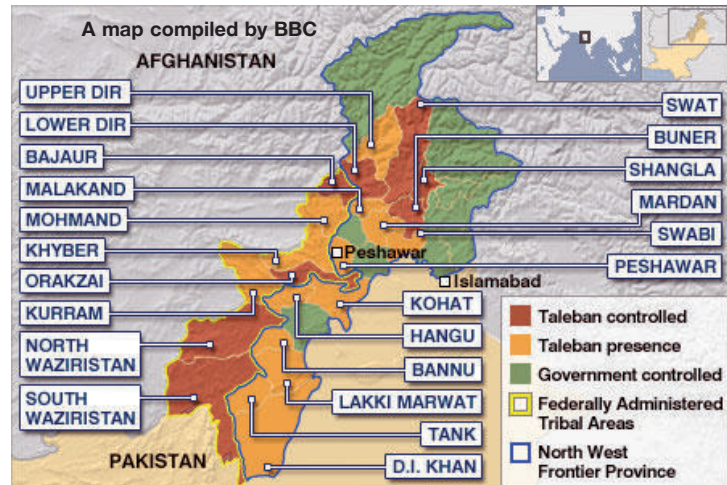 A map compiled by BBC
AFGHANISTAN
UPPER DIR
LOWER DIR
BAJAUR
MALAKAND
MOHMAND
KHYBER
ORAKZAI
KURRAM
NORTH
WAZIRISTAN
SOUTH
WAZIRISTAN
PAKISTAN
SWAT
BUNER
SHANGLA
MARDAN
SWABI
PESHAWAR
Peshawar
Islamabad
KOHAT
HANGU
BANNU
LAKKI MARWAT
TANK
D.I. KHAN
Taleban controlled
Taleban presence
Government controlled
Federally Administered
Tribal Areas
North West
Frontier Province